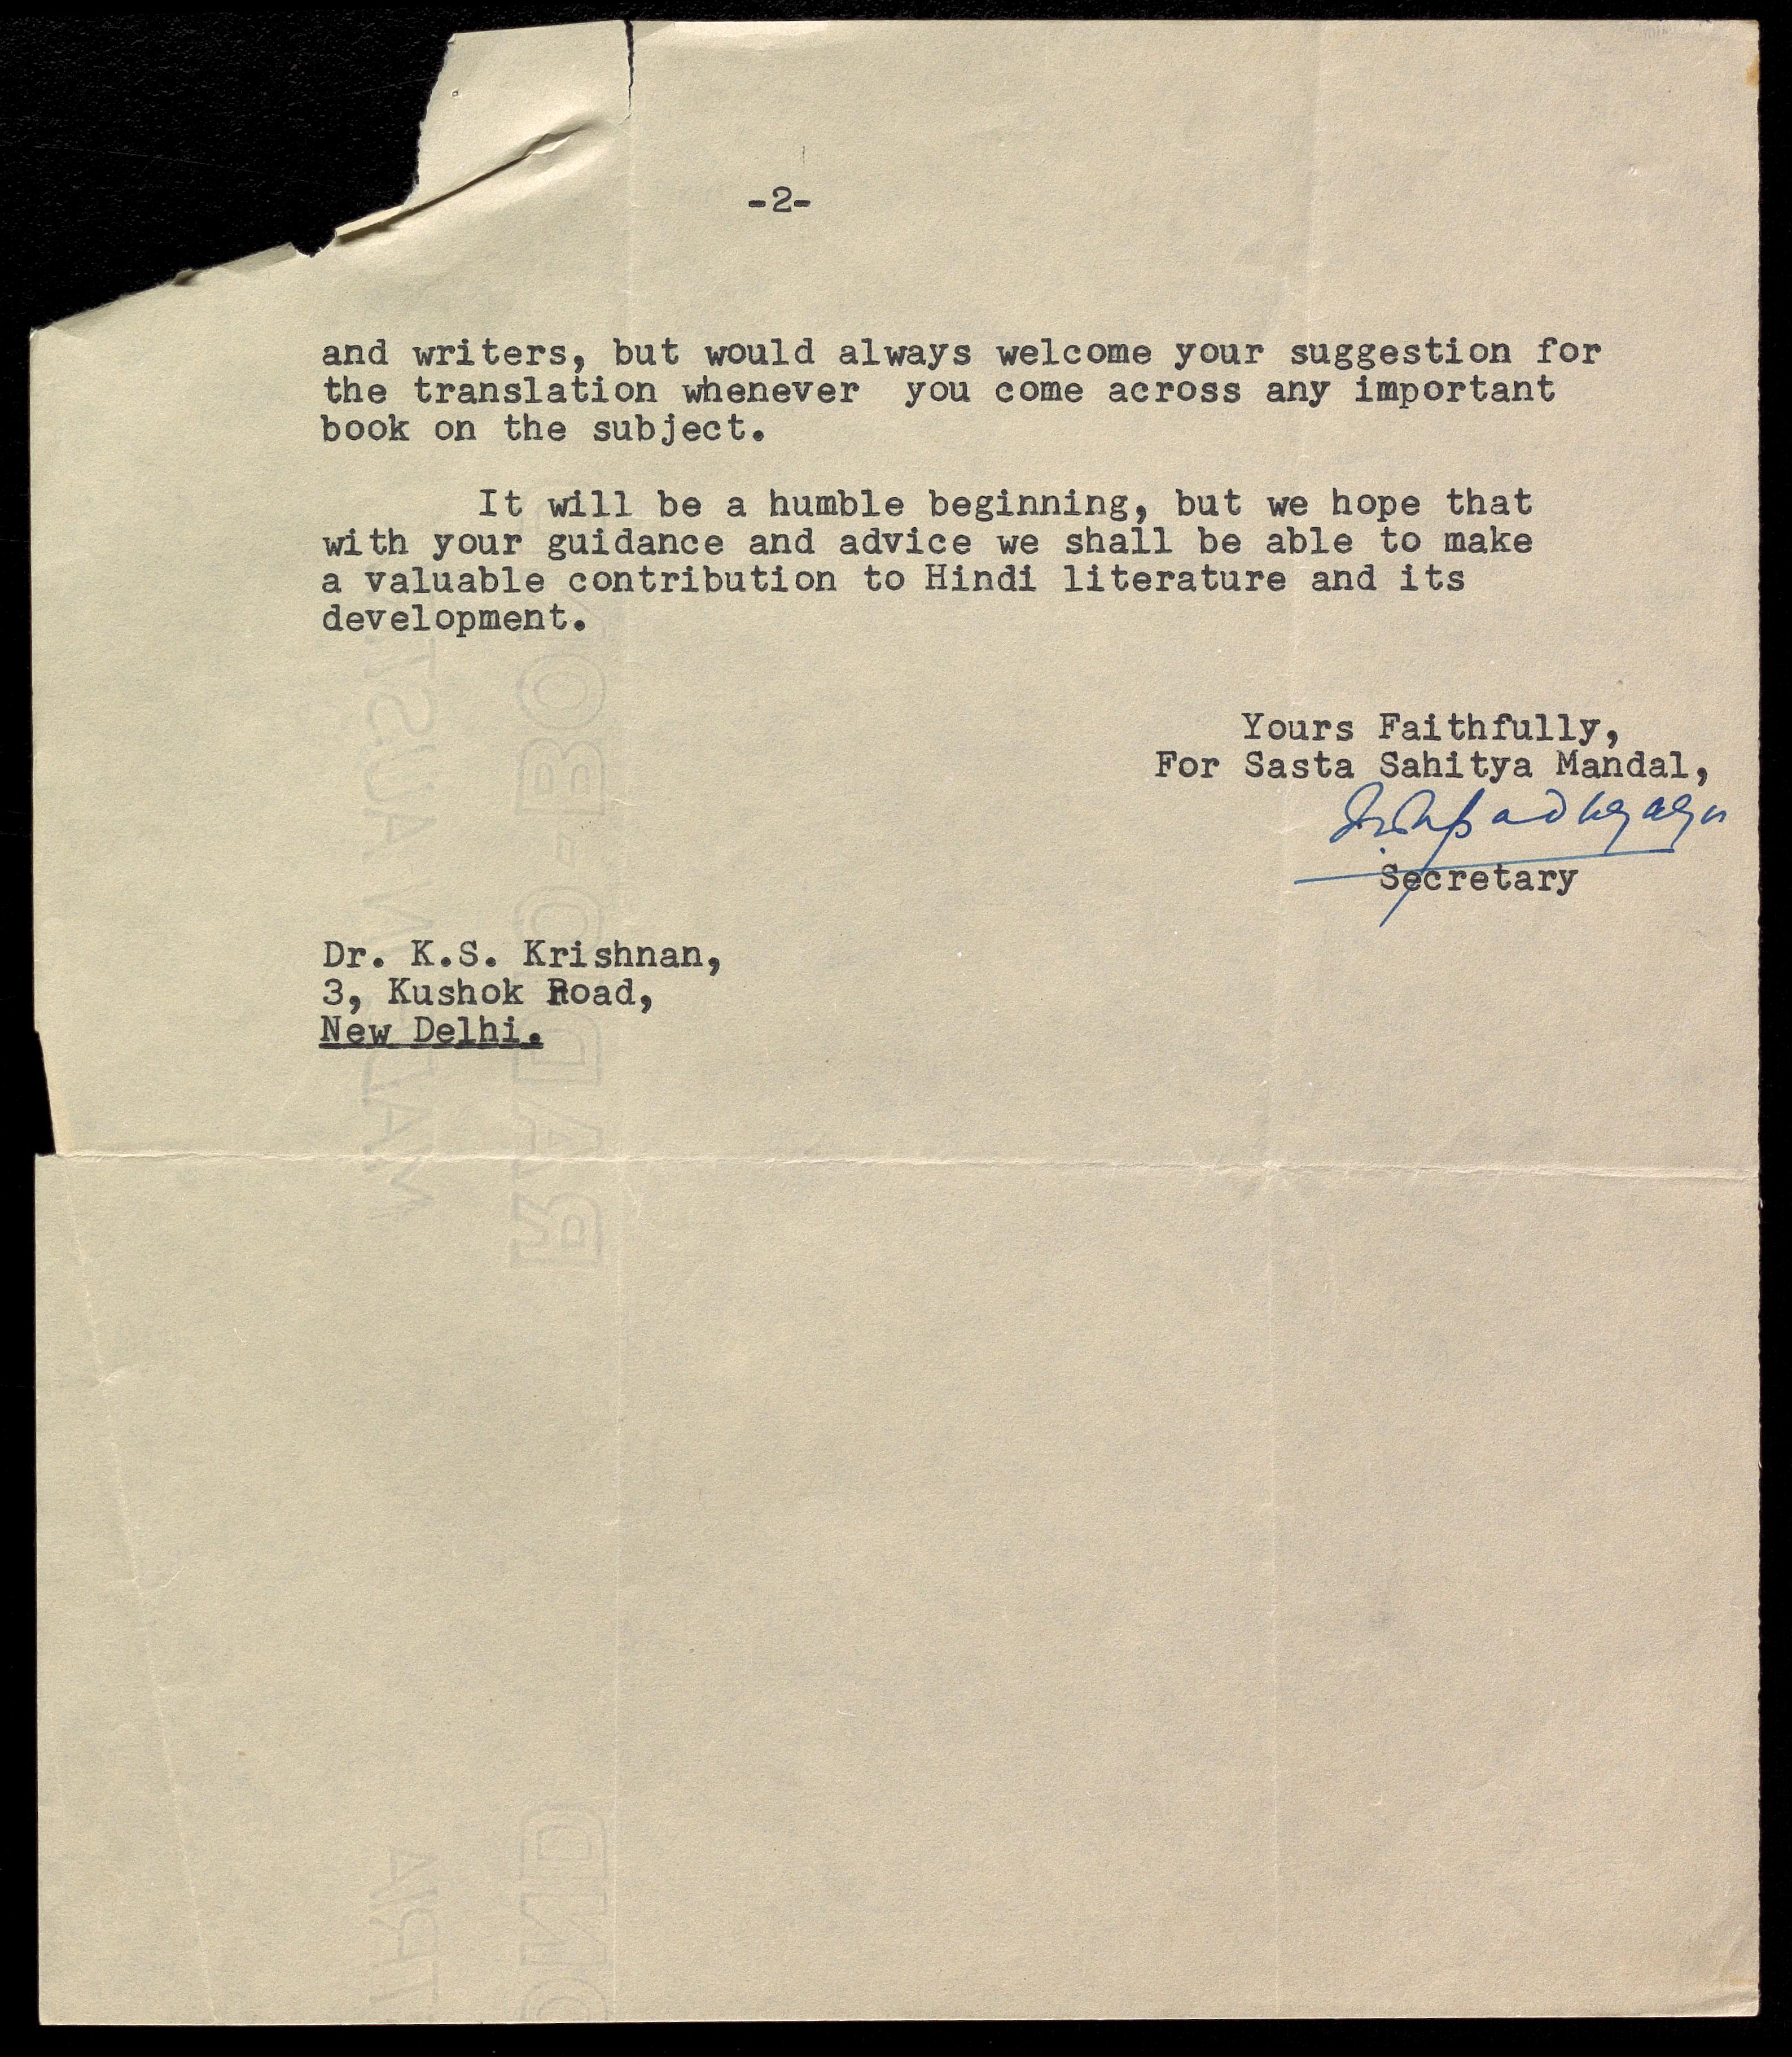 -2-
and writers, but would always welcome your suggestion for
the translation whenever you come across any important
book on the subject.
It will be a humble beginning, but we hope that
with your guidance and advice we shall be able to make
a valuable contribution to Hindi literature and its
development.
Yours Faithfully,
For Sasta Sahitya Mandal,
Secretary
Dr. K.S. Krishnan,
3, Kushok Road,
New Delhi.